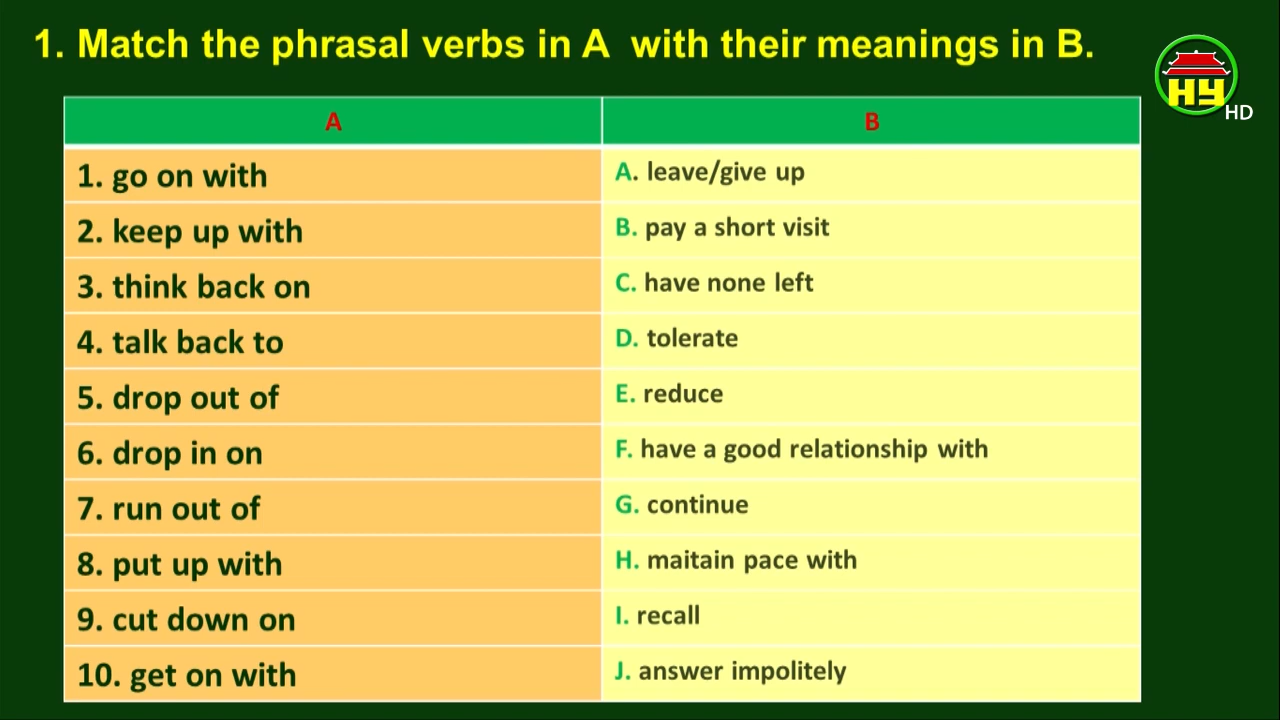 1. Match the phrasal verbs in A with their meanings in B.
HY
HD
A B
1. go on with A. leave/give up
2. keep up with B. pay a short visit
3. think back on C. have none left
4. talk back to D. tolerate
5. drop out of E. reduce
6. drop in on F. have a good relationship with
7. run out of G. continue
8. put up with H. maitain pace with
9. cut down on I. recall
10. get on with J. answer impolitely